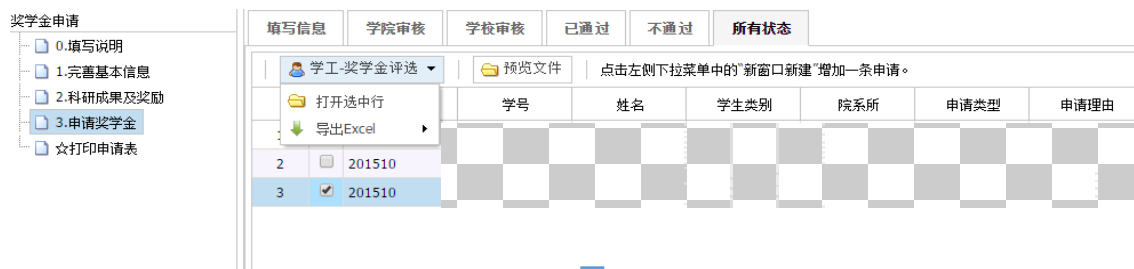 奖学金申请
0.填写说明
1.完善基本信息
2.科研成果及奖励
3.申请奖学金
☆打印申请表
填写信息 学院审核 学校审核 已通过 不通过 所有状态
学工-奖学金评选 预览文件 点击左侧下拉菜单中的"新窗口新建"增加一条申请。
打开选中行
导出Excel
学号 姓名 学生类别 院系所 申请类型 申请理由
2 201510
3 201510